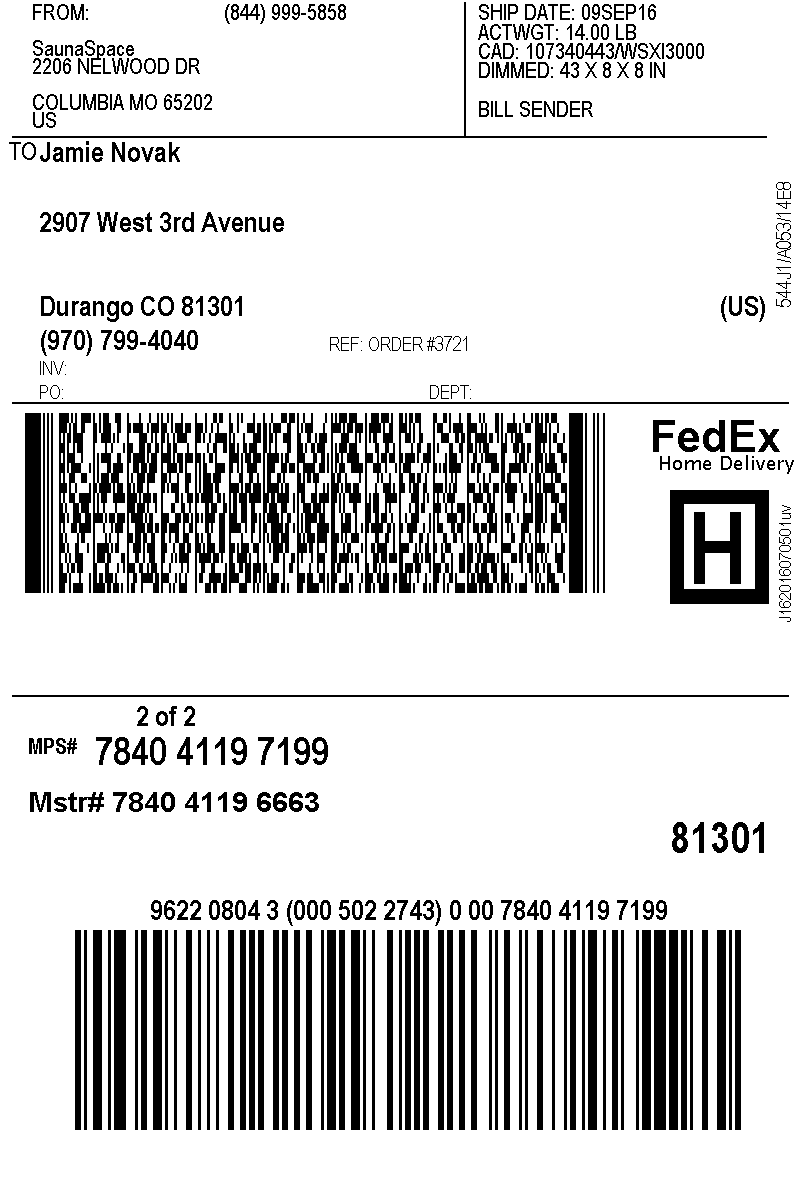 FROM: (844) 999-5858
SaunaSpace
2206 NELWOOD DR
COLUMBIA MO 65202
US
SHIP DATE: 09SEP16
ACTWGT: 14.00 LB
CAD: 107340443/WSXI3000
DIMMED: 43 X 8 X 8 IN
BILL SENDER
TO Jamie Novak
2907 West 3rd Avenue
Durango CO 81301 (US)
(970) 799-4040 REF: ORDER #3721
INV:
PO: DEPT:
544J1/A053/14E8
FedEx
Home Delivery
H
J162016070501uv
2 of 2
MPS# 7840 4119 7199
Mstr# 7840 4119 6663
81301
9622 0804 3 (000 502 2743) 0 00 7840 4119 7199